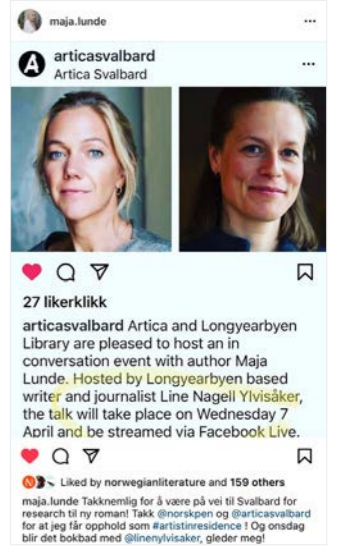 maja.lunde
articasvalbard
Artica Svalbard
27 likerklikk
articasvalbard Artica and Longyearbyen
Library are pleased to host an in
conversation event with author Maja
Lunde. Hosted by Longyearbyen based
writer and journalist Line Nagell Ylvisåker,
the talk will take place on Wednesday 7
April and be streamed via Facebook Live.
Liked by norwegianliterature and 159 others
maja.lunde Takknemlig for å være på vei til Svalbard for
research til ny roman! Takk @norskpen og @articasvalbard
for at jeg får opphold som #artistinresidence ! Og onsdag
blir det bokbad med @linenylvisaker, gleder meg!